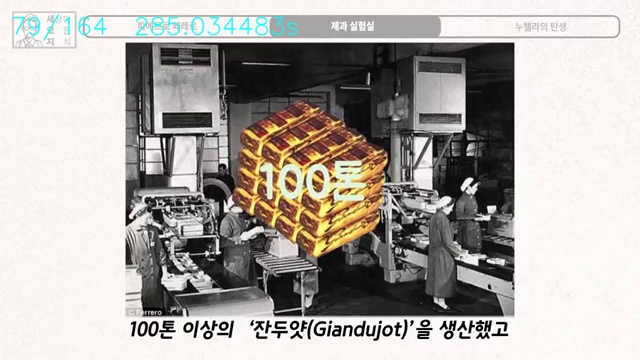 79/164 285.034483s
제과 실험실
누텔라의 탄생
100톤
© Ferrero
100톤 이상의 '잔두얏(Giandujot)'을 생산했고